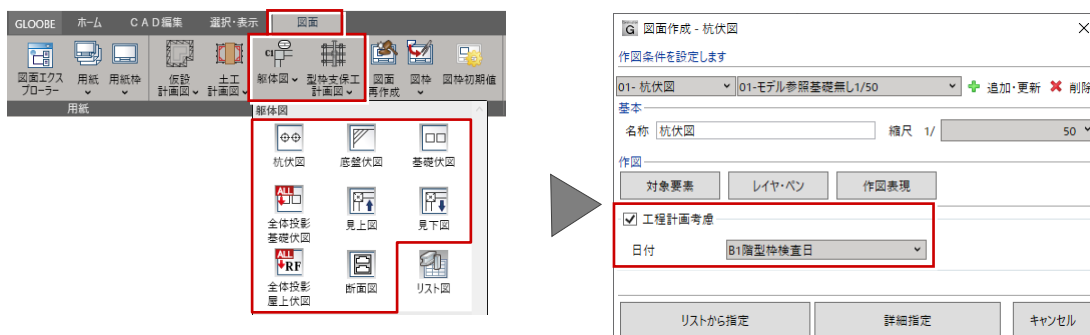 GLOOBE ホーム CAD編集 選択・表示 図面
C1
図面エクス
プローラー
用紙
用紙枠
仮設
計画図
土工
計画図
躯体図
型枠支保工
計画図
図面
再作成
図枠
図枠初期値
用紙
躯体図
杭伏図 底盤伏図 基礎伏図
ALL
全体投影
基礎伏図
見上図 見下図
ALL
RF
全体投影
屋上伏図
断面図 リスト図
G 図面作成 - 杭伏図
作図条件を設定します
01- 杭伏図 01-モデル参照基礎無し1/50 追加・更新 削除
基本
名称 杭伏図 縮尺 1/ 50
作図
対象要素 レイヤ・ペン 作図表現
工程計画考慮
日付 B1階型枠検査日
リストから指定 詳細指定 キャンセル